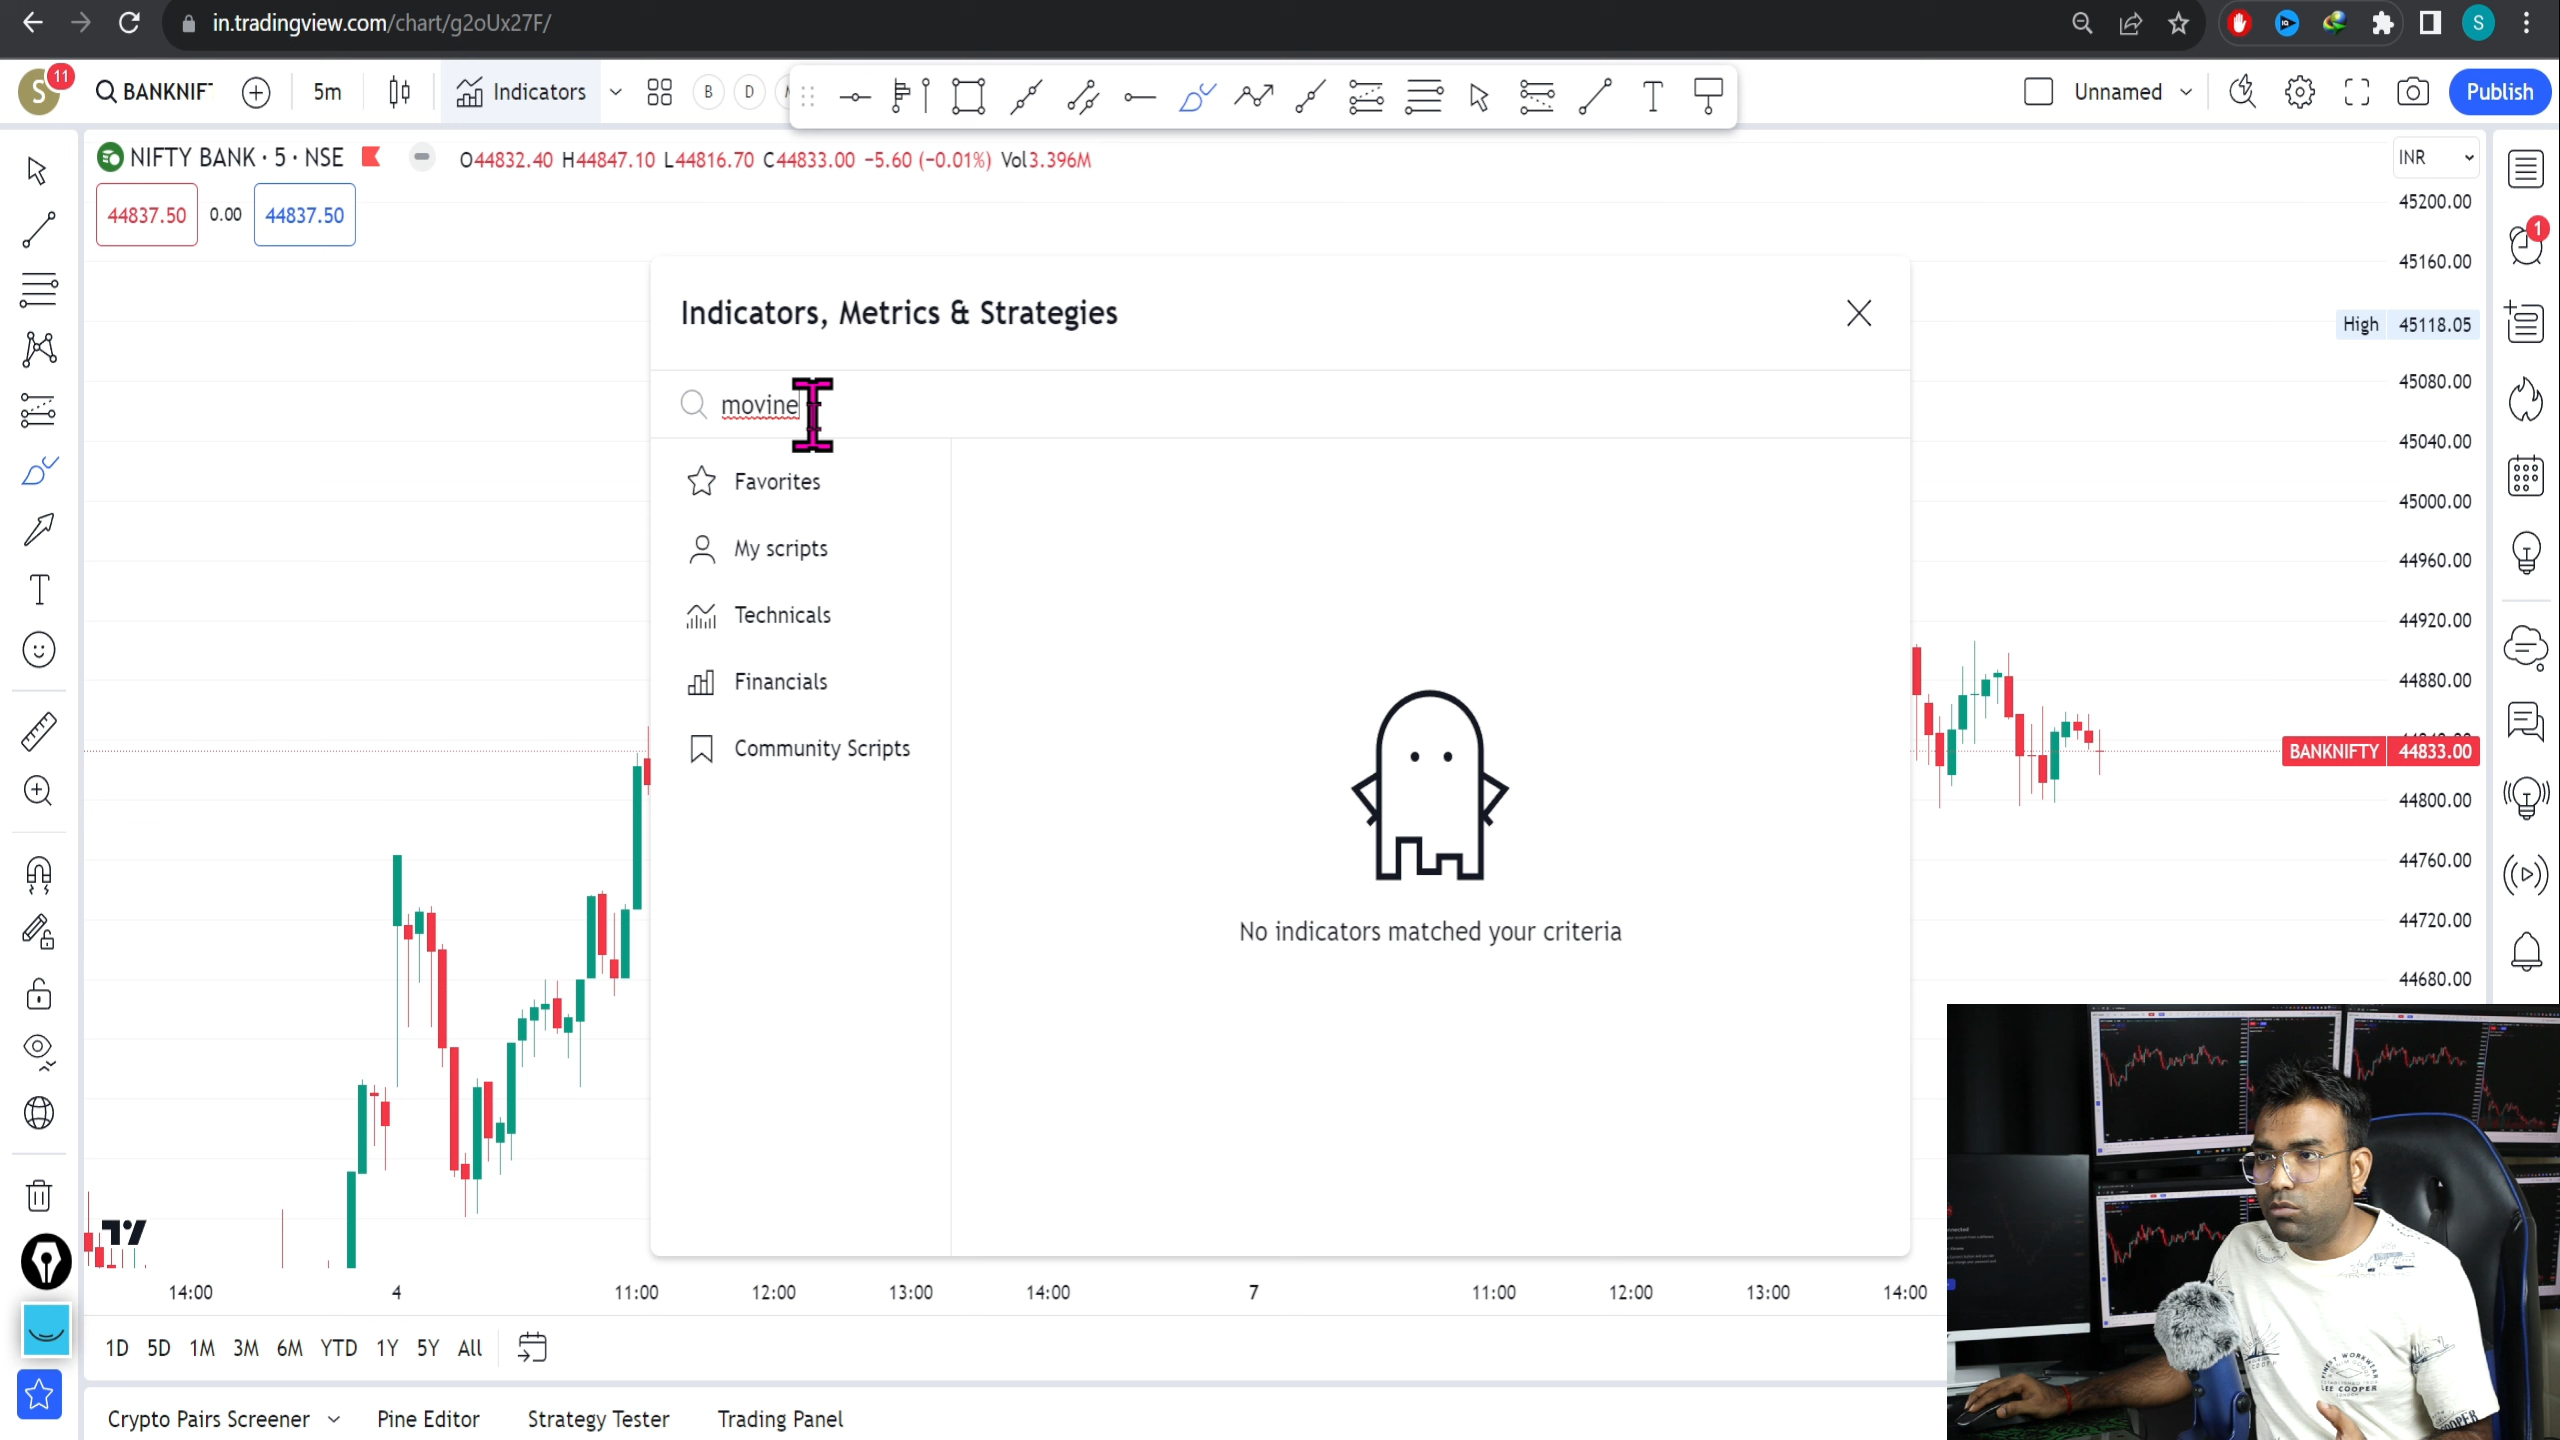 in.tradingview.com/chart/g2oUx27F/
S
S
11
BANKNIF
5m
Indicators
B
D
T
Unnamed
Publish
NIFTY BANK · 5 · NSE
O44832.40 H44847.10 L44816.70 C44833.00 −5.60 (−0.01%) Vol3.396M
INR
44837.50
0.00
44837.50
45200.00
1
45160.00
Indicators, Metrics & Strategies
High 45118.05
45080.00
movine
45040.00
Favorites
45000.00
My scripts
44960.00
Technicals
44920.00
Financials
44880.00
Community Scripts
BANKNIFTY 44833.00
44800.00
44760.00
No indicators matched your criteria
44720.00
44680.00
14:00
4
11:00
12:00
13:00
14:00
7
11:00
12:00
13:00
14:00
1D 5D 1M 3M 6M YTD 1Y 5Y All
Crypto Pairs Screener
Pine Editor
Strategy Tester
Trading Panel
LEE COOPER